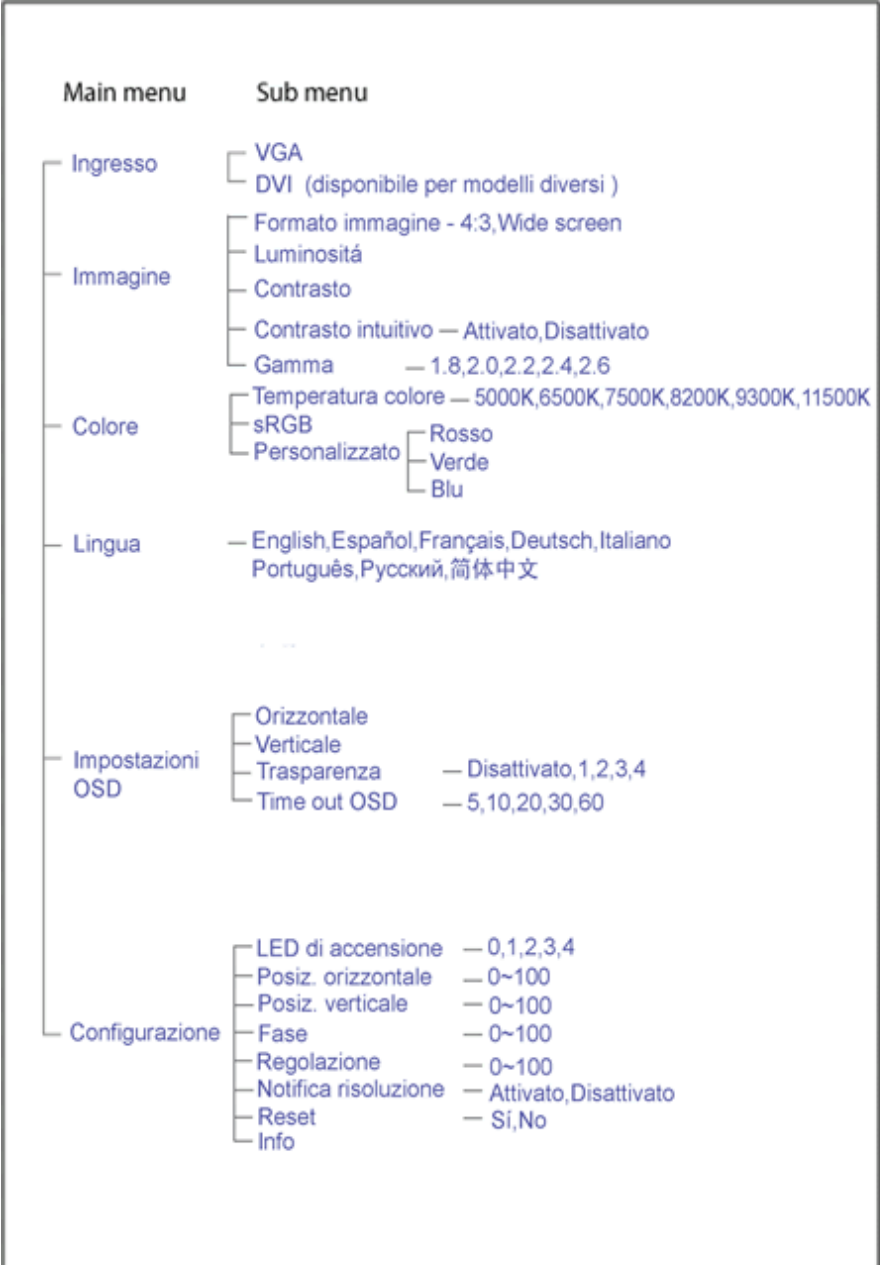 Main menu Sub menu
Ingresso
VGA
DVI (disponibile per modelli diversi )
Immagine
Formato immagine - 4:3,Wide screen
Luminositá
Contrasto
Contrasto intuitivo — Attivato,Disattivato
Gamma — 1.8,2.0,2.2,2.4,2.6
Colore
Temperatura colore — 5000K,6500K,7500K,8200K,9300K,11500K
sRGB
Personalizzato
Rosso
Verde
Blu
Lingua — English,Español,Français,Deutsch,Italiano
Português,Русский,简体中文
Impostazioni
OSD
Orizzontale
Verticale
Trasparenza — Disattivato,1,2,3,4
Time out OSD — 5,10,20,30,60
Configurazione
LED di accensione — 0,1,2,3,4
Posiz. orizzontale — 0~100
Posiz. verticale — 0~100
Fase — 0~100
Regolazione — 0~100
Notifica risoluzione — Attivato,Disattivato
Reset — Sí,No
Info